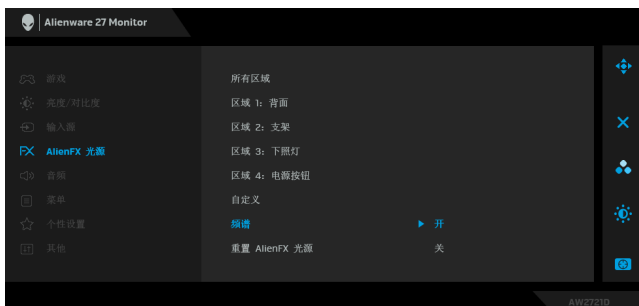 Alienware 27 Monitor
游戏
亮度/对比度
输入源
AlienFX 光源
音频
菜单
个性设置
其他
所有区域
区域 1: 背面
区域 2: 支架
区域 3: 下照灯
区域 4: 电源按钮
自定义
频谱
开
重置 AlienFX 光源
关
AW2721D